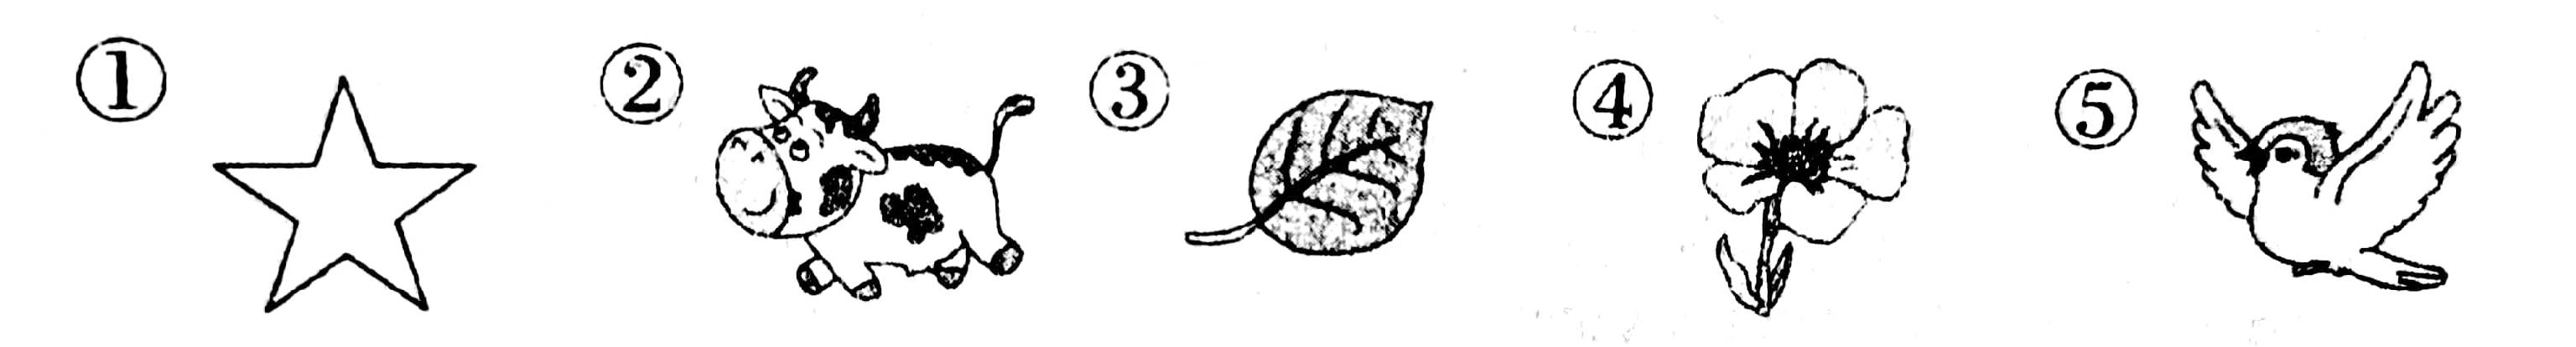 ① ② ③ ④ ⑤